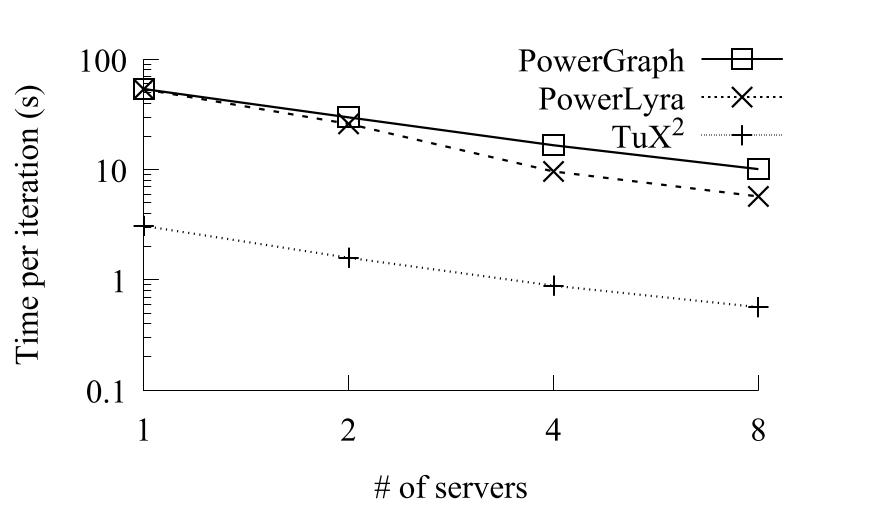 Time per iteration (s)
100
10
1
0.1
PowerGraph
PowerLyra
TuX²
1 2 4 8
# of servers